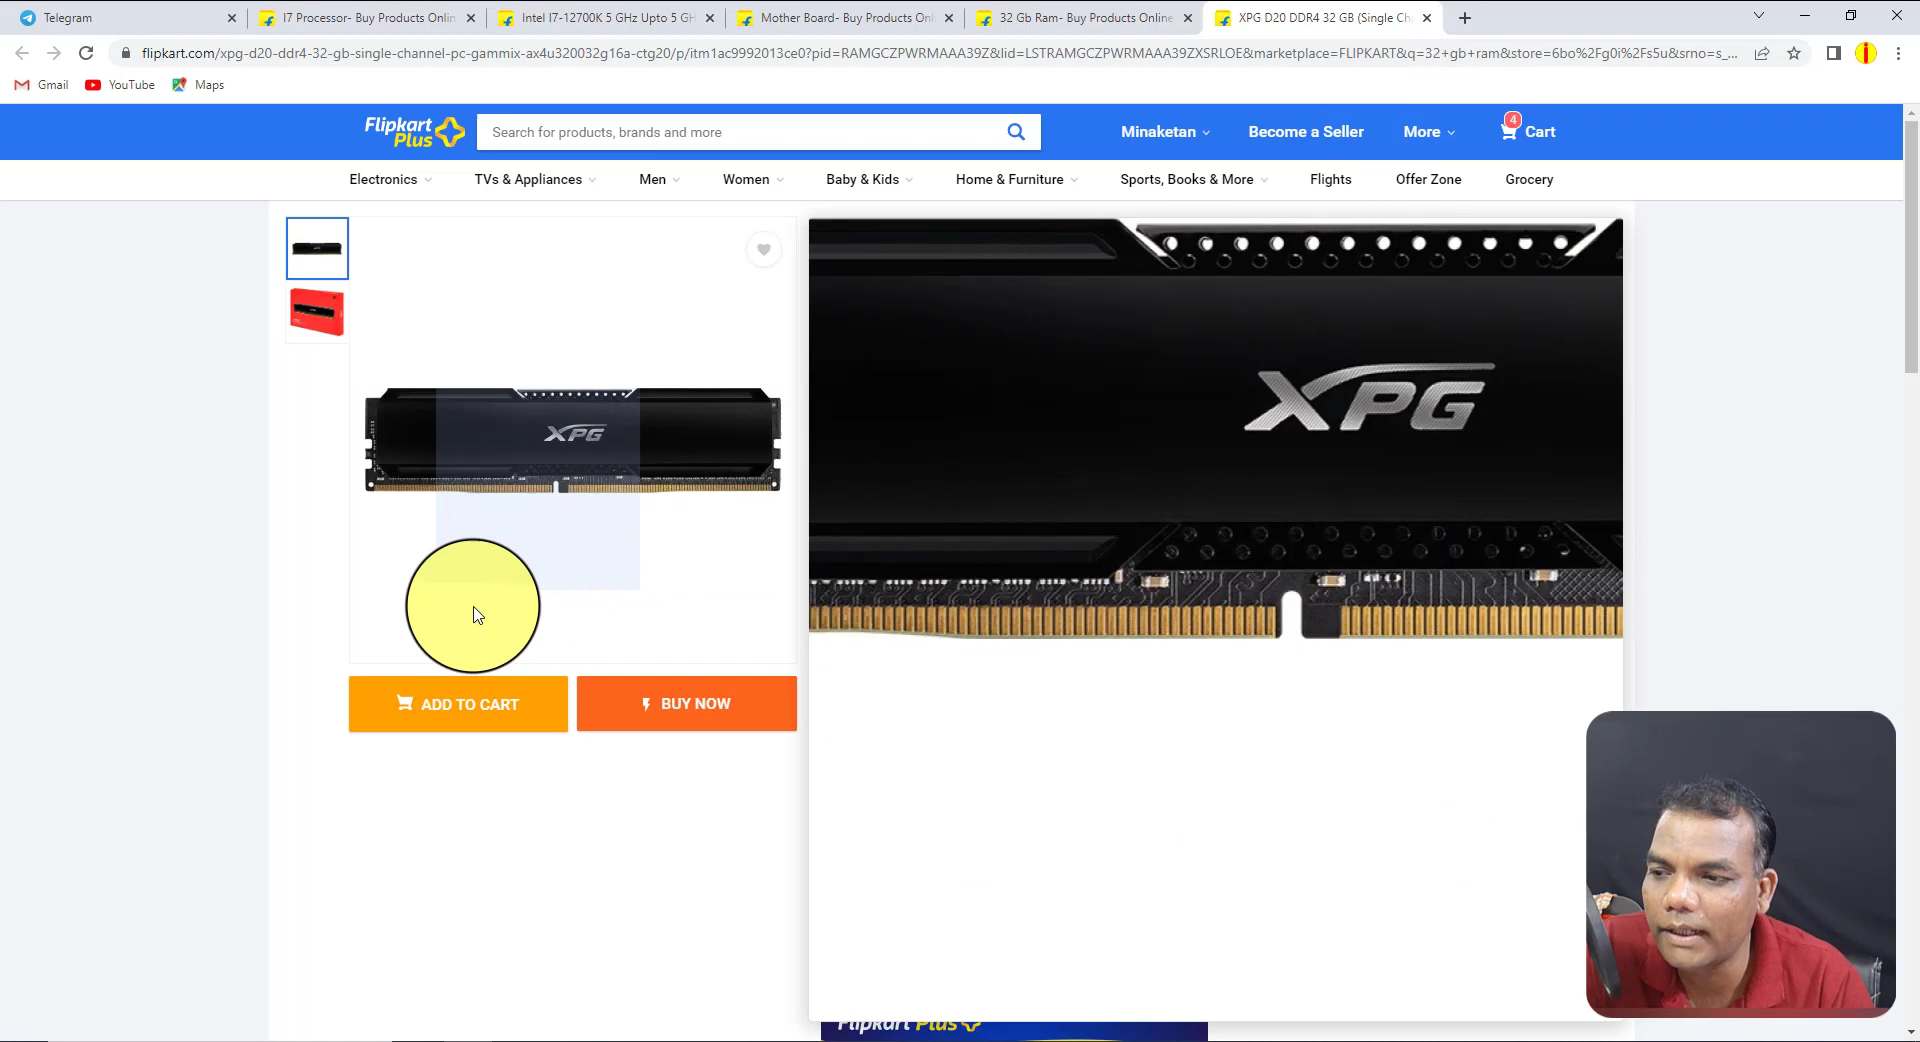 Telegram
I7 Processor- Buy Products Onlin
Intel I7-12700K 5 GHz Upto 5 GH
Mother Board- Buy Products Onl
32 Gb Ram- Buy Products Online
XPG D20 DDR4 32 GB (Single Ch
flipkart.com/xpg-d20-ddr4-32-gb-single-channel-pc-gammix-ax4u320032g16a-ctg20/p/itm1ac9992013ce0?pid=RAMGCZPWRMAAA39Z&lid=LSTRAMGCZPWRMAAA39ZXSRLOE&marketplace=FLIPKART&q=32+gb+ram&store=6bo%2Fg0i%2Fs5u&srno=s_...
Gmail
YouTube
Maps
Flipkart
Plus
Search for products, brands and more
Minaketan
Become a Seller
More
4
Cart
Electronics
TVs & Appliances
Men
Women
Baby & Kids
Home & Furniture
Sports, Books & More
Flights
Offer Zone
Grocery
XPG
XPG
ADD TO CART
BUY NOW
Flipkart Plus